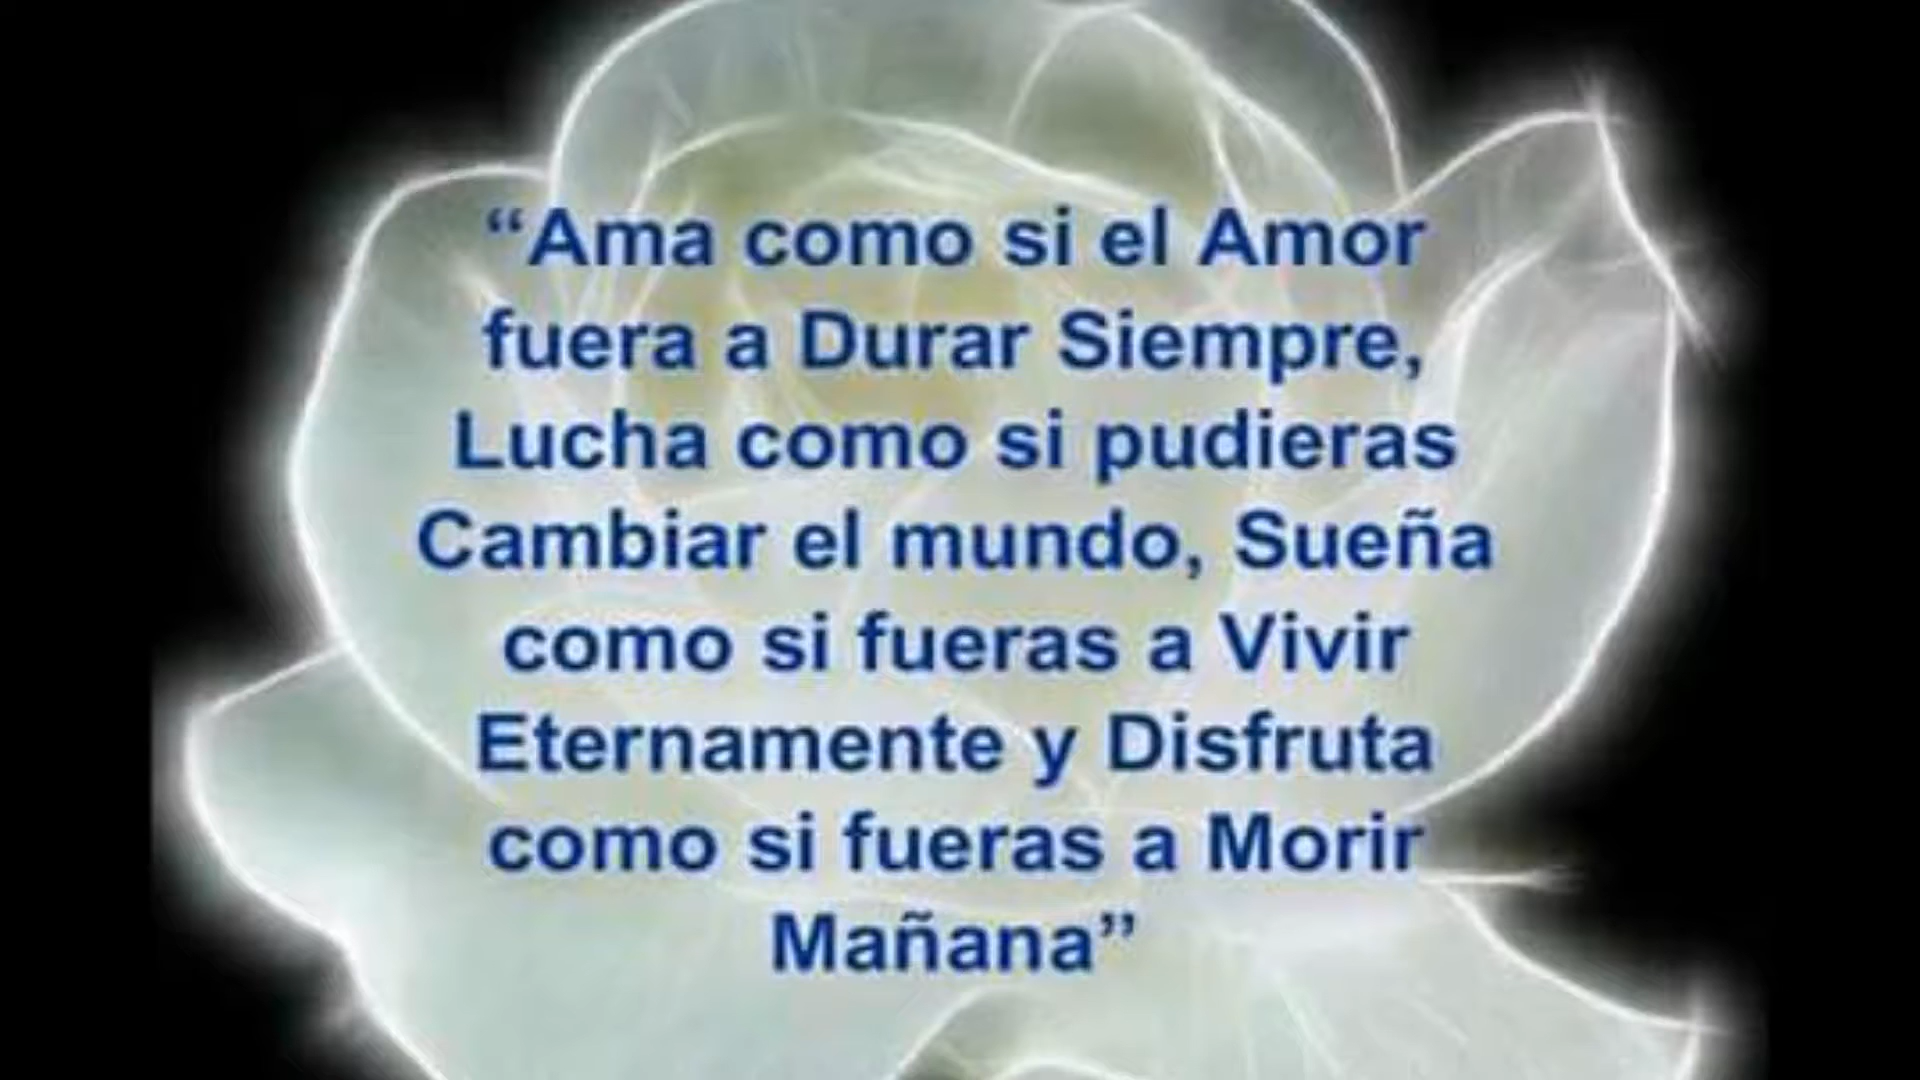 “Ama como si el Amor
fuera a Durar Siempre,
Lucha como si pudieras
Cambiar el mundo, Sueña
como si fueras a Vivir
Eternamente y Disfruta
como si fueras a Morir
Mañana”